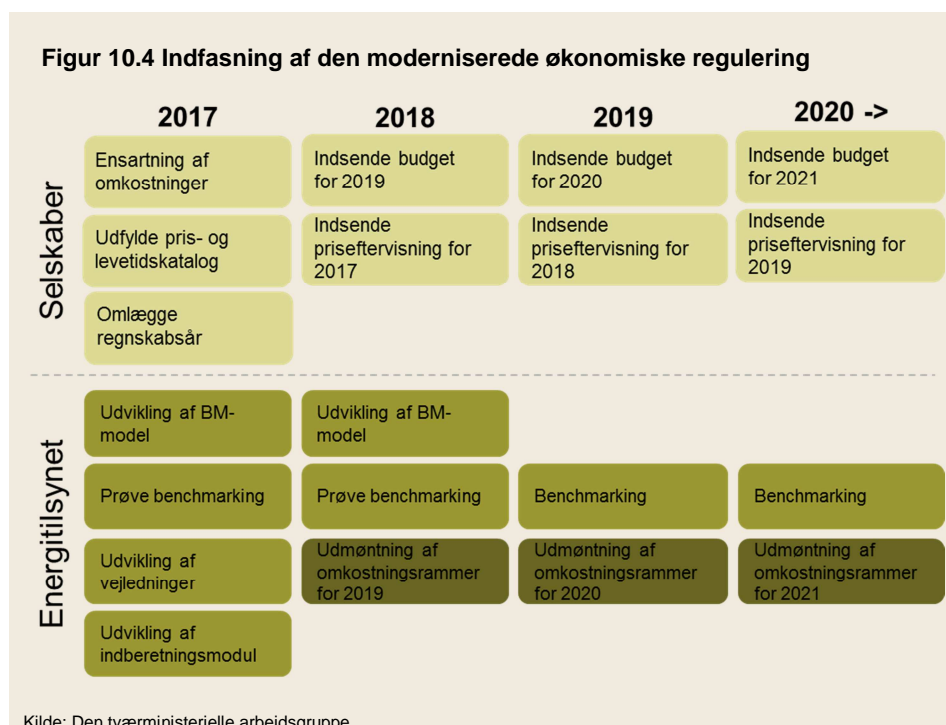 Figur 10.4 Indfasning af den moderniserede økonomiske regulering
2017
2018
2019
2020 ->
Selskaber
Ensartning af
omkostninger
Indsende budget
for 2019
Indsende budget
for 2020
Indsende budget
for 2021
Udfylde pris- og
levetidskatalog
Indsende
priseftervisning for
2017
Indsende
priseftervisning for
2018
Indsende
priseftervisning for
2019
Omlægge
regnskabsår
Energitilsynet
Udvikling af BM-
model
Udvikling af BM-
model
Prøve benchmarking
Prøve benchmarking
Benchmarking
Benchmarking
Udvikling af
vejledninger
Udmøntning af
omkostningsrammer
for 2019
Udmøntning af
omkostningsrammer
for 2020
Udmøntning af
omkostningsrammer
for 2021
Udvikling af
indberetningsmodul
Kilde: Den tværministerielle arbejdsgruppe